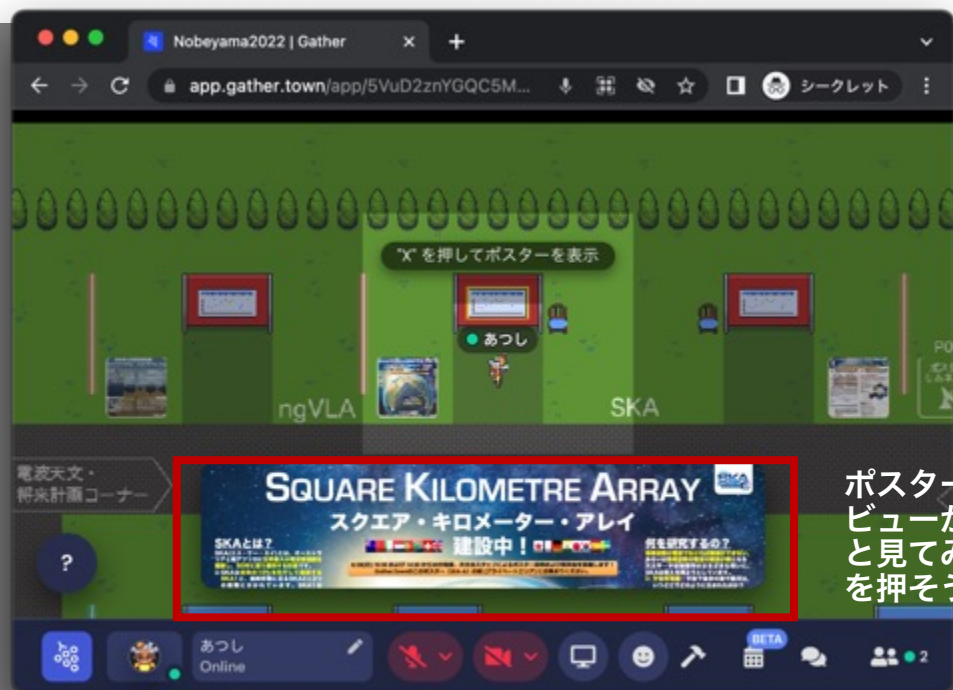 Nobeyama2022 | Gather
app.gather.town/app/5VuD2znYGQC5M...
シークレット
"X" を押してポスターを表示
あつし
ngVLA
SKA
電波天文・
将来計画コーナー
SQUARE KILOMETRE ARRAY
SKA
スクエア・キロメーター・アレイ
建設中！
SKAとは？
何を研究するの？
ポスター
ビューが
と見てみ
を押そう
?
あつし
Online
BETA
2